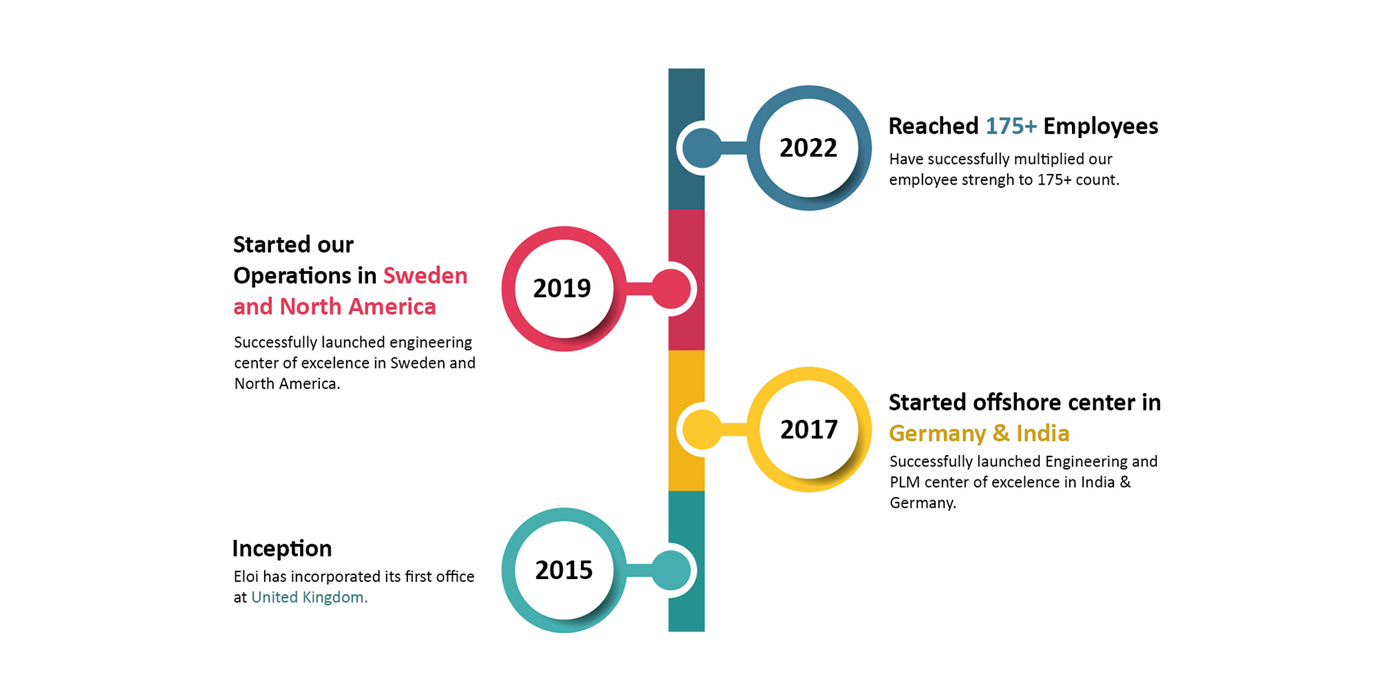 2022
Reached 175+ Employees
Have successfully multiplied our
employee strengh to 175+ count.
Started our
Operations in Sweden
and North America
Successfully launched engineering
center of excelence in Sweden and
North America.
2019
2017
Started offshore center in
Germany & India
Successfully launched Engineering and
PLM center of excelence in India &
Germany.
Inception
Eloi has incorporated its first office
at United Kingdom.
2015